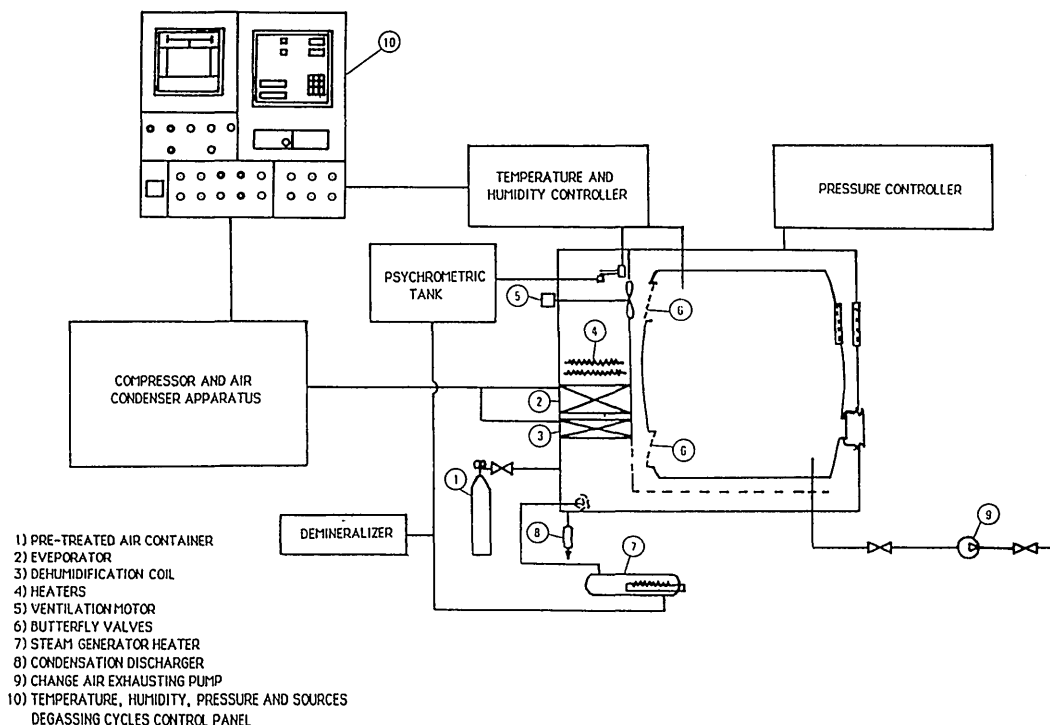 10
TEMPERATURE AND
HUMIDITY CONTROLLER
PRESSURE CONTROLLER
PSYCHROMETRIC
TANK
5
G
4
COMPRESSOR AND AIR
CONDENSER APPARATUS
2
3
G
1
DEMINERALIZER
8
7
9
1) PRE-TREATED AIR CONTAINER
2) EVEPORATOR
3) DEHUMIDIFICATION COIL
4) HEATERS
5) VENTILATION MOTOR
6) BUTTERFLY VALVES
7) STEAM GENERATOR HEATER
8) CONDENSATION DISCHARGER
9) CHANGE AIR EXHAUSTING PUMP
10) TEMPERATURE, HUMIDITY, PRESSURE AND SOURCES
DEGASSING CYCLES CONTROL PANEL